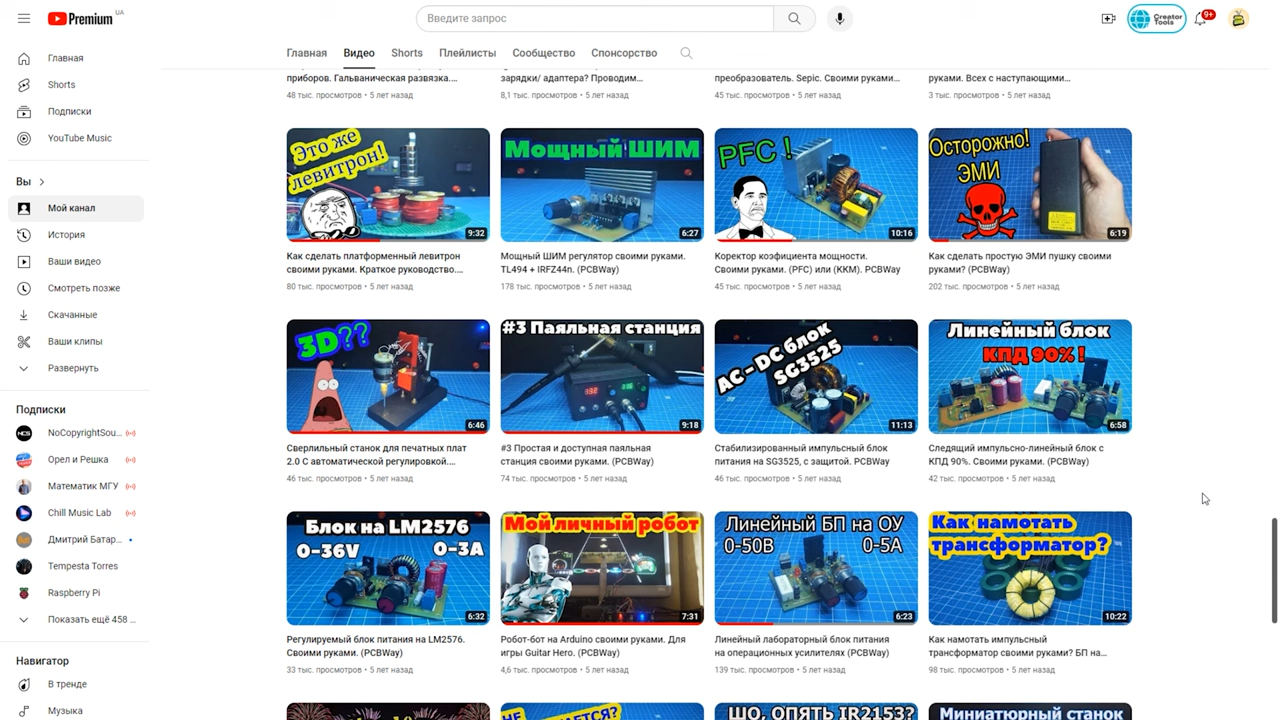 Premium UA
Введите запрос
Creator Tools
9+
Главная
Видео
Shorts
Плейлисты
Сообщество
Спонсорство
Главная
Shorts
Подписки
YouTube Music
Вы
Мой канал
История
Ваши видео
Смотреть позже
Скачанные
Ваши клипы
Развернуть
Подписки
NoCopyrightSou...
Орел и Решка
Математик МГУ
Chill Music Lab
Дмитрий Батар...
Tempesta Torres
Raspberry Pi
Показать ещё 458 ...
Навигатор
В тренде
Музыка
приборов. Гальваническая развязка....
48 тыс. просмотров • 5 лет назад
зарядки/ адаптера? Проводим...
8,1 тыс. просмотров • 5 лет назад
преобразователь. Sepic. Своими руками...
45 тыс. просмотров • 5 лет назад
руками. Всех с наступающими...
3 тыс. просмотров • 5 лет назад
Это же
левитрон!
9:32
Как сделать платформенный левитрон
своими руками. Краткое руководство....
80 тыс. просмотров • 5 лет назад
Мощный ШИМ
6:27
Мощный ШИМ регулятор своими руками.
TL494 + IRFZ44n. (PCBWay)
178 тыс. просмотров • 5 лет назад
PFC !
10:16
Коректор коэфициента мощности.
Своими руками. (PFC) или (ККМ). PCBWay
45 тыс. просмотров • 5 лет назад
Осторожно!
ЭМИ
6:19
Как сделать простую ЭМИ пушку своими
руками? (PCBWay)
202 тыс. просмотров • 5 лет назад
3D??
6:46
Сверлильный станок для печатных плат
2.0 С автоматической регулировкой....
46 тыс. просмотров • 5 лет назад
#3 Паяльная станция
9:18
#3 Простая и доступная паяльная
станция своими руками. (PCBWay)
74 тыс. просмотров • 5 лет назад
AC - DC блок
SG3525
11:13
Стабилизированный импульсный блок
питания на SG3525, с защитой. PCBWay
46 тыс. просмотров • 5 лет назад
Линейный блок
КПД 90% !
6:58
Следящий импульсно-линейный блок с
КПД 90%. Своими руками. (PCBWay)
42 тыс. просмотров • 5 лет назад
Блок на LM2576
0-36V 0-3A
6:32
Регулируемый блок питания на LM2576.
Своими руками. (PCBWay)
33 тыс. просмотров • 5 лет назад
Мой личный робот
7:31
Робот-бот на Arduino своими руками. Для
игры Guitar Hero. (PCBWay)
4,6 тыс. просмотров • 5 лет назад
Линейный БП на ОУ
0-50В 0-5А
6:23
Линейный лабораторный блок питания
на операционных усилителях (PCBWay)
139 тыс. просмотров • 5 лет назад
Как намотать
трансформатор?
10:22
Как намотать импульсный
трансформатор своими руками? БП на...
98 тыс. просмотров • 5 лет назад
ШО, ОПЯТЬ IR2153?
Миниатюрный станок